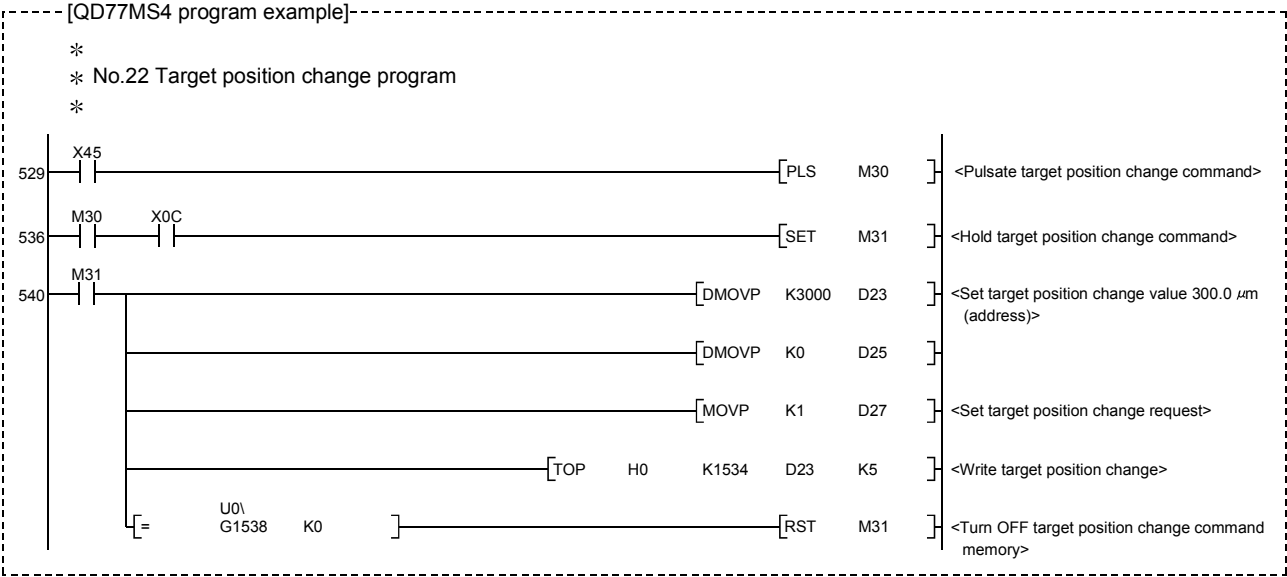 [QD77MS4 program example]
*
* No.22 Target position change program
*
X45
529 [PLS M30 ] <Pulsate target position change command>
M30 X0C
536 [SET M31 ] <Hold target position change command>
M31
540 [DMOVP K3000 D23 ] <Set target position change value 300.0 μm
(address)>
[DMOVP K0 D25 ]
[MOVP K1 D27 ] <Set target position change request>
[TOP H0 K1534 D23 K5 ] <Write target position change>
U0\
[= G1538 K0 ] [RST M31 ] <Turn OFF target position change command
memory>